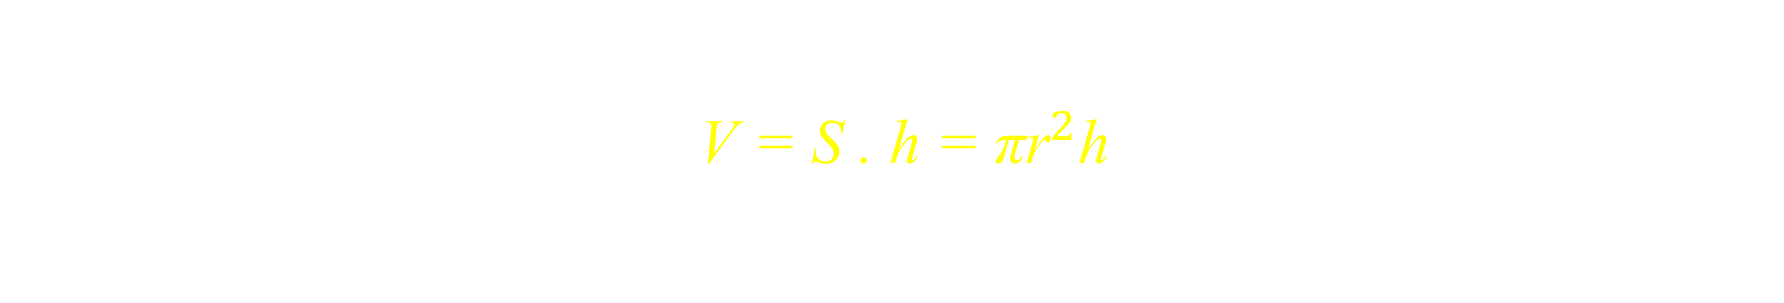 V = S . h = πr²h